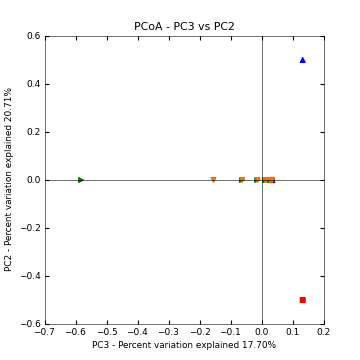 PCoA - PC3 vs PC2
0.6
0.4
0.2
0.0
−0.2
−0.4
−0.6
PC2 - Percent variation explained 20.71%
−0.7 −0.6 −0.5 −0.4 −0.3 −0.2 −0.1 0.0 0.1 0.2
PC3 - Percent variation explained 17.70%